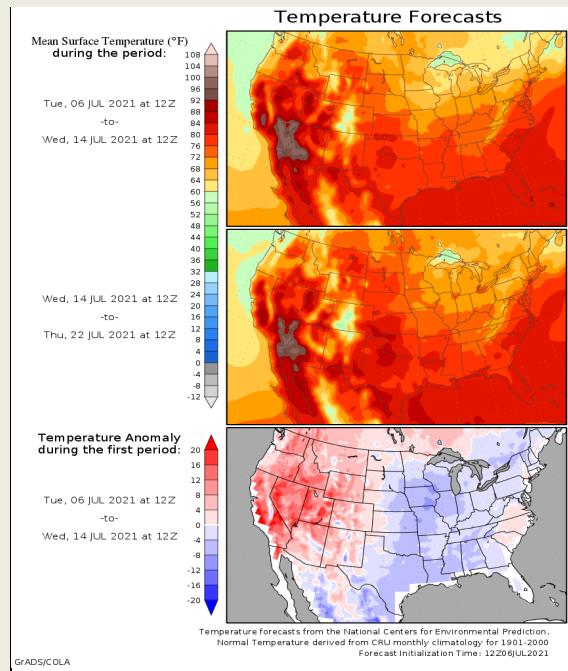 Temperature Forecasts
Mean Surface Temperature (°F)
during the period:
108
104
100
96
92
88
84
80
76
72
68
64
60
56
52
48
44
40
36
32
28
24
20
16
12
8
4
0
-4
-8
-12
Tue, 06 JUL 2021 at 12Z
-to-
Wed, 14 JUL 2021 at 12Z
Wed, 14 JUL 2021 at 12Z
-to-
Thu, 22 JUL 2021 at 12Z
Temperature Anomaly
during the first period:
20
16
12
8
4
0
-4
-8
-12
-16
-20
Tue, 06 JUL 2021 at 12Z
-to-
Wed, 14 JUL 2021 at 12Z
Temperature forecasts from the National Centers for Environmental Prediction.
Normal Temperature derived from CRU monthly climatology for 1901-2000
Forecast Initialization Time: 12Z06JUL2021
GrADS/COLA